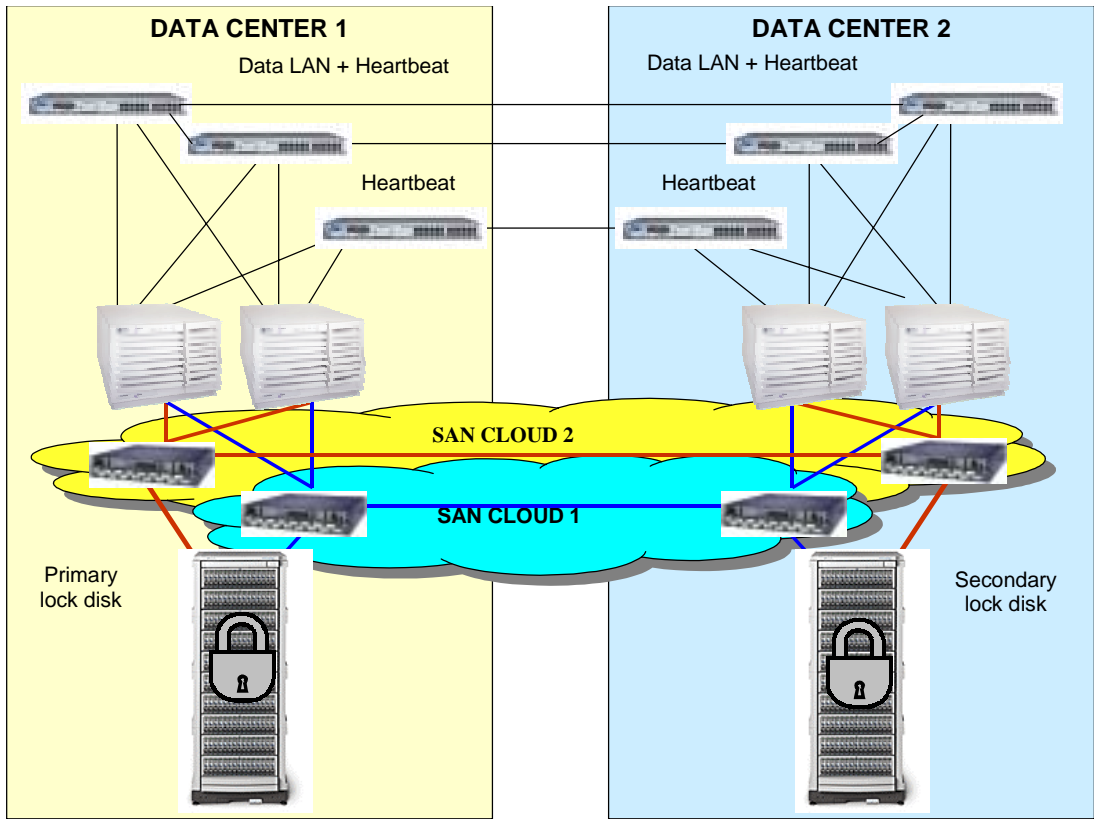 DATA CENTER 1
DATA CENTER 2
Data LAN + Heartbeat
Data LAN + Heartbeat
Heartbeat
Heartbeat
SAN CLOUD 2
SAN CLOUD 1
Primary
lock disk
Secondary
lock disk